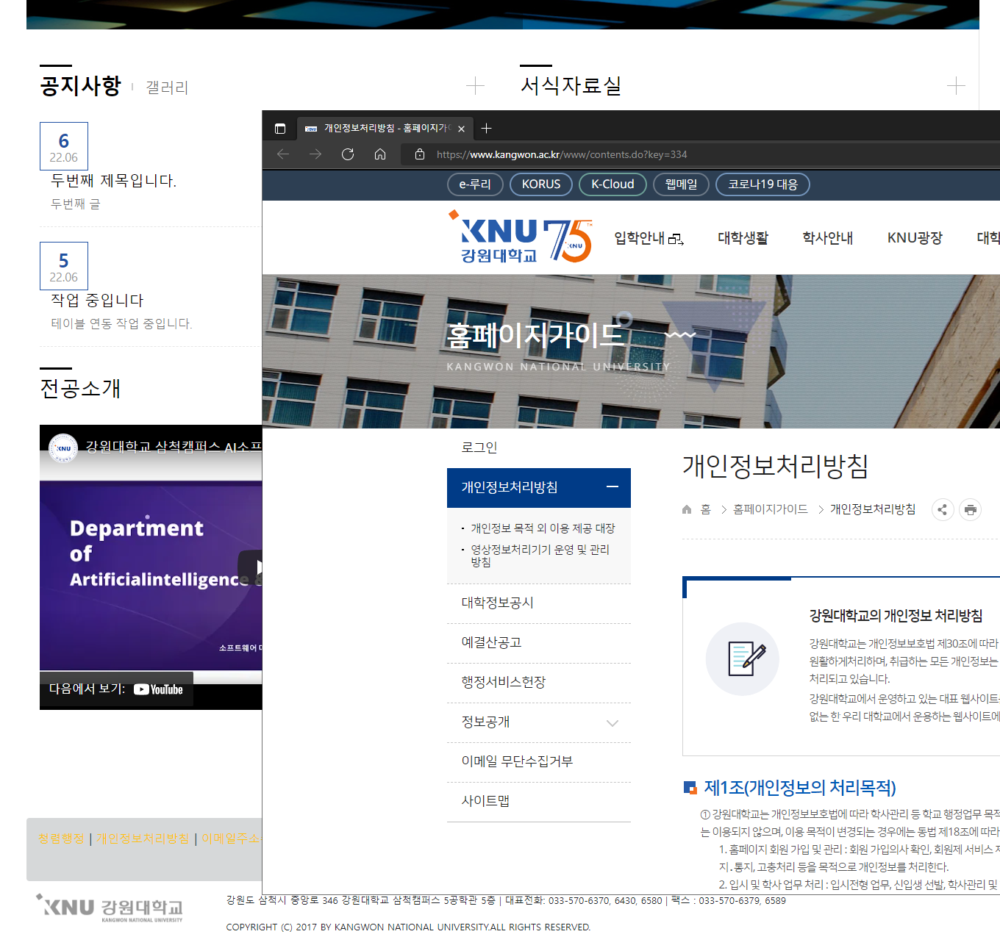 공지사항
갤러리
서식자료실
6
22.06
두번째 제목입니다.
두번째 글
5
22.06
작업 중입니다
테이블 연동 작업 중입니다.
전공소개
강원대학교 삼척캠퍼스 AI소프
Department
of
Artificialintelligence &
소프트웨어
다음에서 보기: YouTube
청렴행정 | 개인정보처리방침 | 이메일주소
KNU 강원대학교
KANGWON NATIONAL UNIVERSITY
강원도 삼척시 중앙로 346 강원대학교 삼척캠퍼스 5공학관 5층 | 대표전화: 033-570-6370, 6430, 6580 | 팩스 : 033-570-6379, 6589
COPYRIGHT (C) 2017 BY KANGWON NATIONAL UNIVERSITY.ALL RIGHTS RESERVED.
개인정보처리방침 - 홈페이지가
https://www.kangwon.ac.kr/www/contents.do?key=334
e-루리 KORUS K-Cloud 웹메일 코로나19 대응
KNU 75
강원대학교
입학안내 대학생활 학사안내 KNU광장 대학
홈페이지가이드
KANGWON NATIONAL UNIVERSITY
로그인
개인정보처리방침
개인정보 목적 외 이용 제공 대장
영상정보처리기기 운영 및 관리
방침
대학정보공시
예결산공고
행정서비스헌장
정보공개
이메일 무단수집거부
사이트맵
개인정보처리방침
홈 > 홈페이지가이드 > 개인정보처리방침
강원대학교의 개인정보 처리방침
강원대학교는 개인정보보호법 제30조에 따라
원활하게처리하며, 취급하는 모든 개인정보는
처리되고 있습니다.
강원대학교에서 운영하고 있는 대표 웹사이트
없는 한 우리 대학교에서 운용하는 웹사이트에
제1조(개인정보의 처리목적)
① 강원대학교는 개인정보보호법에 따라 학사관리 등 학교 행정업무 목적
는 이용되지 않으며, 이용 목적이 변경되는 경우에는 동법 제18조에 따라
1. 홈페이지 회원 가입 및 관리 : 회원 가입의사 확인, 회원제 서비스 제
지·통지, 고충처리 등을 목적으로 개인정보를 처리한다.
2. 입시 및 학사 업무 처리 : 입시전형 업무, 신입생 선발, 학사관리 및